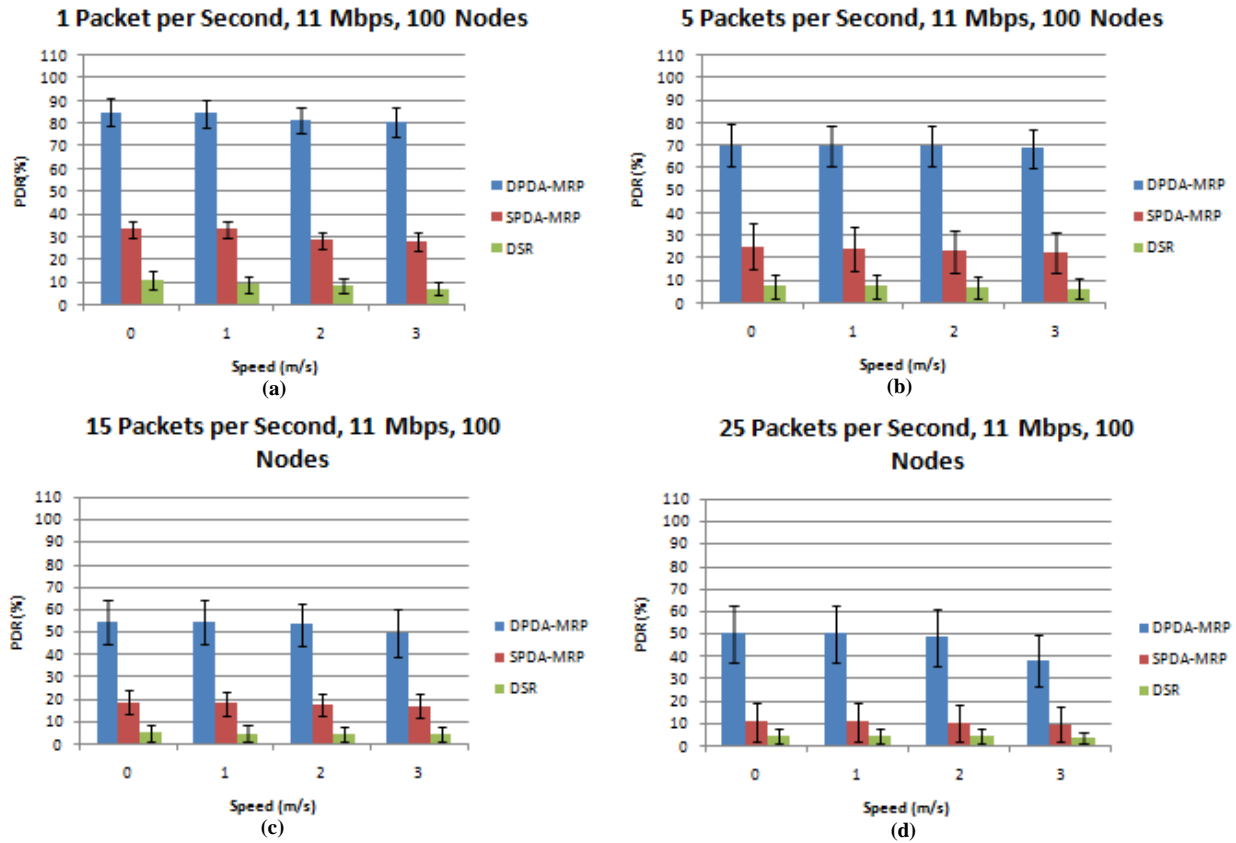 1 Packet per Second, 11 Mbps, 100 Nodes
110
100
90
80
70
60
50
40
30
20
10
0
PDR(%)
0
1
2
3
Speed (m/s)
DPDA-MRP
SPDA-MRP
DSR
(a)
5 Packets per Second, 11 Mbps, 100 Nodes
110
100
90
80
70
60
50
40
30
20
10
0
PDR(%)
0
1
2
3
Speed (m/s)
DPDA-MRP
SPDA-MRP
DSR
(b)
15 Packets per Second, 11 Mbps, 100
Nodes
110
100
90
80
70
60
50
40
30
20
10
0
PDR(%)
0
1
2
3
Speed (m/s)
DPDA-MRP
SPDA-MRP
DSR
(c)
25 Packets per Second, 11 Mbps, 100
Nodes
110
100
90
80
70
60
50
40
30
20
10
0
PDR(%)
0
1
2
3
Speed (m/s)
DPDA-MRP
SPDA-MRP
DSR
(d)